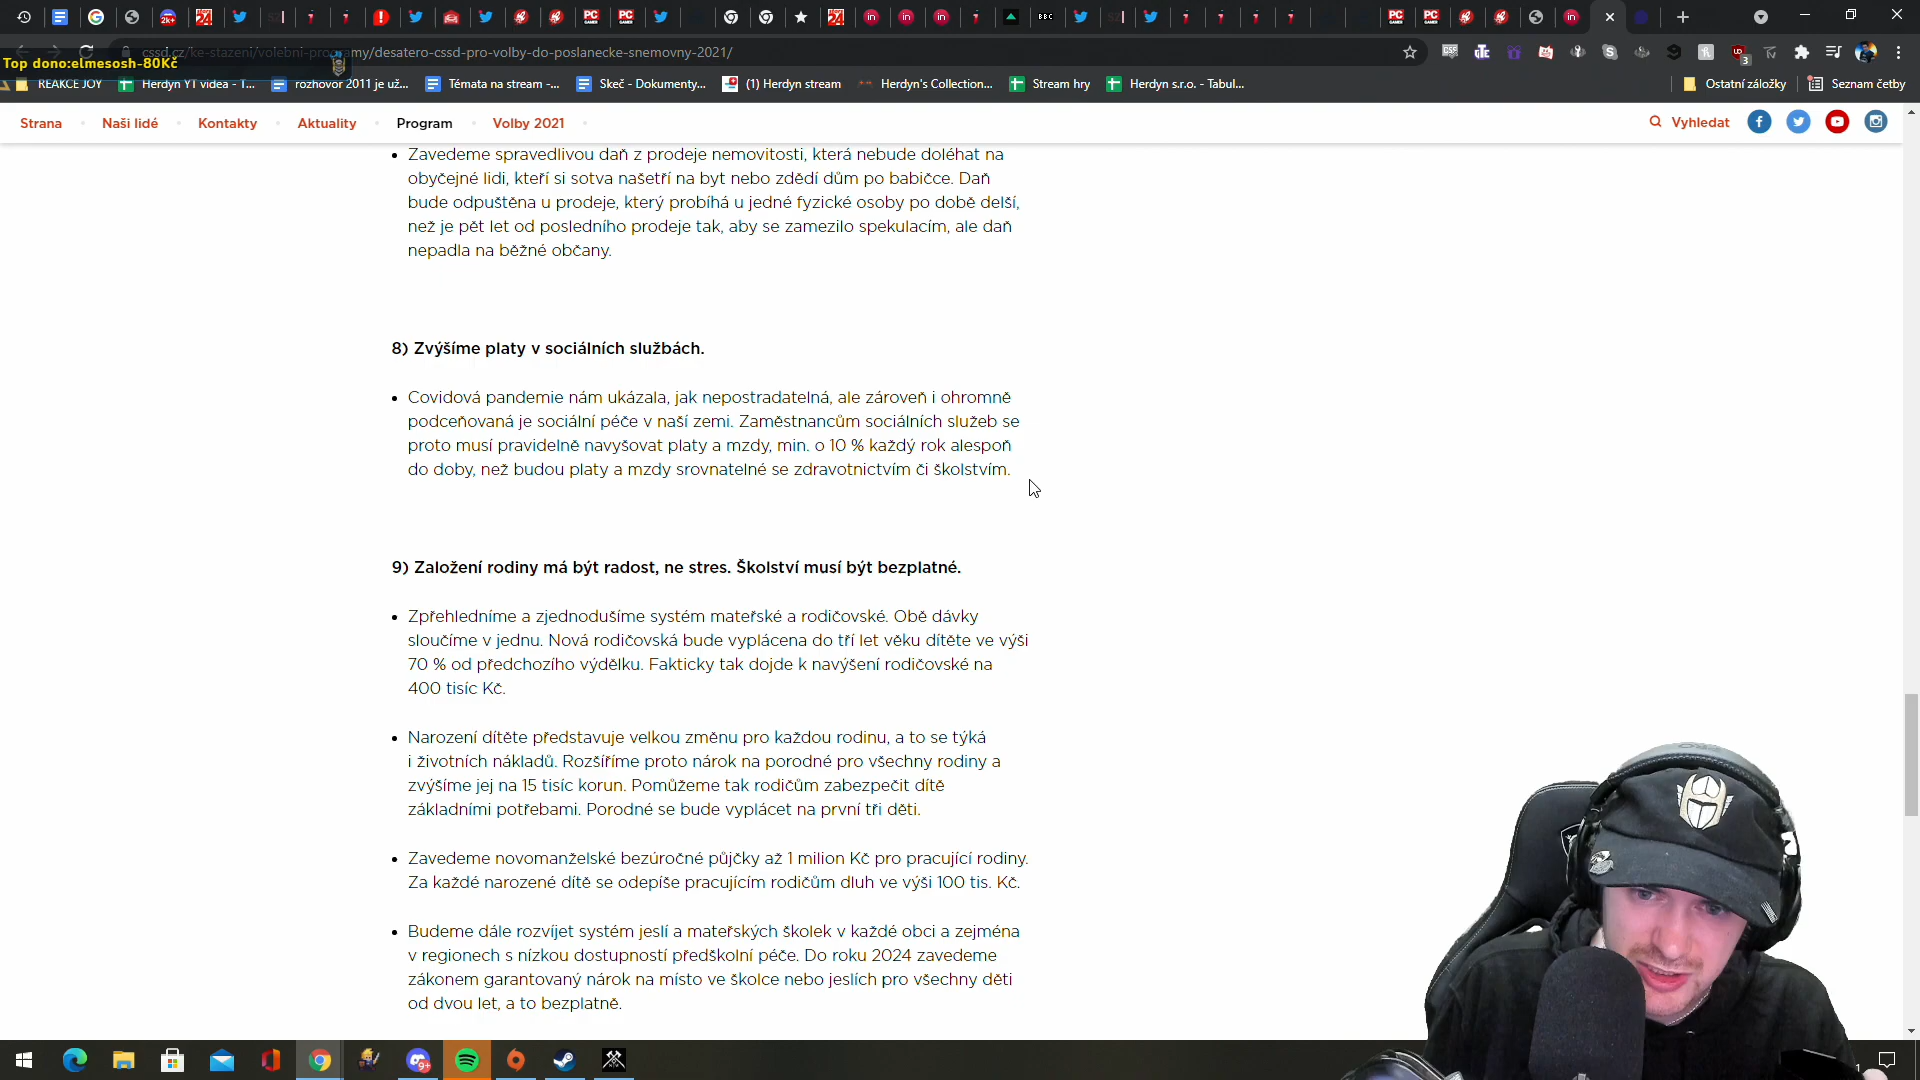 cssd.cz/ke-stazeni/volebni-programy/desatero-cssd-pro-volby-do-poslanecke-snemovny-2021/
Top dono:elmesosh-80Kč
REAKCE JOY
Herdyn YT videa - T...
rozhovor 2011 je už...
Témata na stream -...
Skeč - Dokumenty...
(1) Herdyn stream
Herdyn's Collection...
Stream hry
Herdyn s.r.o. - Tabul...
Ostatní záložky
Seznam četby
Strana
Naši lidé
Kontakty
Aktuality
Program
Volby 2021
Vyhledat
Zavedeme spravedlivou daň z prodeje nemovitosti, která nebude doléhat na
obyčejné lidi, kteří si sotva našetří na byt nebo zdědí dům po babičce. Daň
bude odpuštěna u prodeje, který probíhá u jedné fyzické osoby po době delší,
než je pět let od posledního prodeje tak, aby se zamezilo spekulacím, ale daň
nepadla na běžné občany.
8) Zvýšíme platy v sociálních službách.
Covidová pandemie nám ukázala, jak nepostradatelná, ale zároveň i ohromně
podceňovaná je sociální péče v naší zemi. Zaměstnancům sociálních služeb se
proto musí pravidelně navyšovat platy a mzdy, min. o 10 % každý rok alespoň
do doby, než budou platy a mzdy srovnatelné se zdravotnictvím či školstvím.
9) Založení rodiny má být radost, ne stres. Školství musí být bezplatné.
Zpřehledníme a zjednodušíme systém mateřské a rodičovské. Obě dávky
sloučíme v jednu. Nová rodičovská bude vyplácena do tří let věku dítěte ve výši
70 % od předchozího výdělku. Fakticky tak dojde k navýšení rodičovské na
400 tisíc Kč.
Narození dítěte představuje velkou změnu pro každou rodinu, a to se týká
i životních nákladů. Rozšíříme proto nárok na porodné pro všechny rodiny a
zvýšíme jej na 15 tisíc korun. Pomůžeme tak rodičům zabezpečit dítě
základními potřebami. Porodné se bude vyplácet na první tři děti.
Zavedeme novomanželské bezúročné půjčky až 1 milion Kč pro pracující rodiny.
Za každé narozené dítě se odepíše pracujícím rodičům dluh ve výši 100 tis. Kč.
Budeme dále rozvíjet systém jeslí a mateřských školek v každé obci a zejména
v regionech s nízkou dostupností předškolní péče. Do roku 2024 zavedeme
zákonem garantovaný nárok na místo ve školce nebo jeslích pro všechny děti
od dvou let, a to bezplatně.